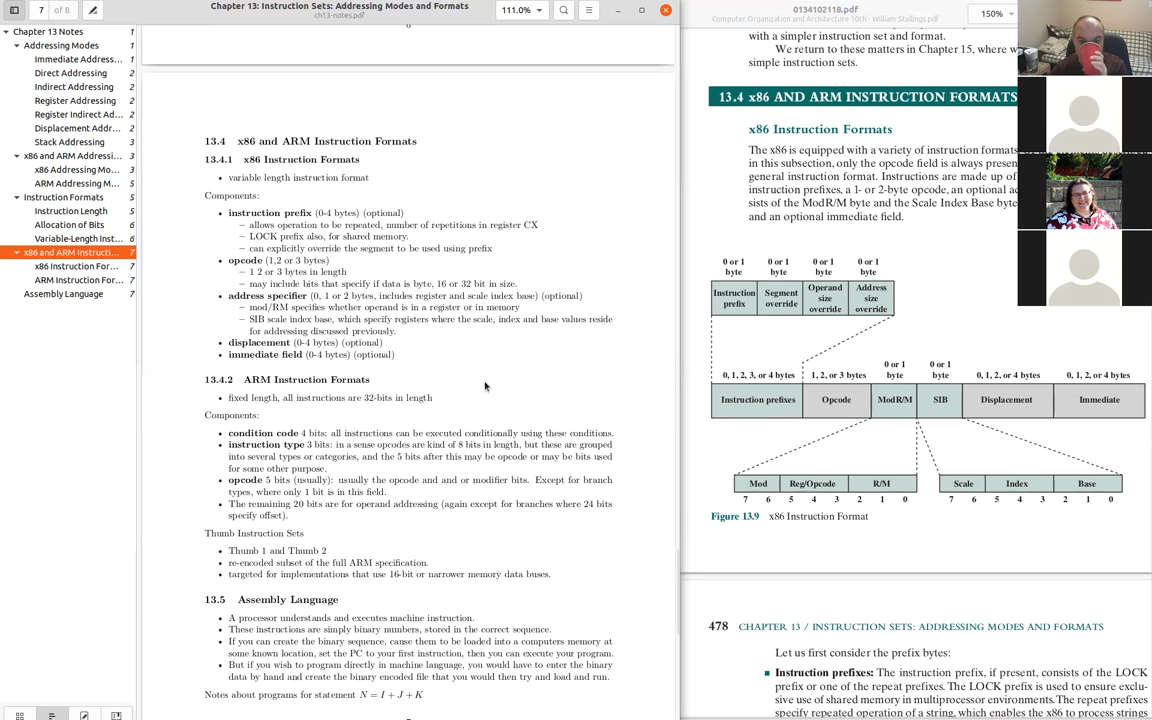 7
of 8
Chapter 13: Instruction Sets: Addressing Modes and Formats
ch13-notes.pdf
111.0%
Chapter 13 Notes 1
Addressing Modes 1
Immediate Address... 1
Direct Addressing 2
Indirect Addressing 2
Register Addressing 2
Register Indirect Ad... 2
Displacement Addr... 2
Stack Addressing 3
x86 and ARM Addressi... 3
x86 Addressing Mo... 3
ARM Addressing M... 5
Instruction Formats 5
Instruction Length 5
Allocation of Bits 6
Variable-Length Inst... 6
x86 and ARM Instructi... 7
x86 Instruction For... 7
ARM Instruction For... 7
Assembly Language 7
13.4 x86 and ARM Instruction Formats
13.4.1 x86 Instruction Formats
• variable length instruction format
Components:
• instruction prefix (0-4 bytes) (optional)
– allows operation to be repeated, number of repetitions in register CX
– LOCK prefix also, for shared memory.
– can explicitly override the segment to be used using prefix
• opcode (1,2 or 3 bytes)
– 1 2 or 3 bytes in length
– may include bits that specify if data is byte, 16 or 32 bit in size.
• address specifier (0, 1 or 2 bytes, includes register and scale index base) (optional)
– mod/RM specifies whether operand is in a register or in memory
– SIB scale index base, which specify registers where the scale, index and base values reside
for addressing discussed previously.
• displacement (0-4 bytes) (optional)
• immediate field (0-4 bytes) (optional)
13.4.2 ARM Instruction Formats
• fixed length, all instructions are 32-bits in length
Components:
• condition code 4 bits: all instructions can be executed conditionally using these conditions.
• instruction type 3 bits: in a sense opcodes are kind of 8 bits in length, but these are grouped
into several types or categories, and the 5 bits after this may be opcode or may be bits used
for some other purpose.
• opcode 5 bits (usually): usually the opcode and and or modifier bits. Except for branch
types, where only 1 bit is in this field.
• The remaining 20 bits are for operand addressing (again except for branches where 24 bits
specify offset).
Thumb Instruction Sets
• Thumb 1 and Thumb 2
• re-encoded subset of the full ARM specification.
• targeted for implementations that use 16-bit or narrower memory data buses.
13.5 Assembly Language
• A processor understands and executes machine instruction.
• These instructions are simply binary numbers, stored in the correct sequence.
• If you can create the binary sequence, cause them to be loaded into a computers memory at
some known location, set the PC to your first instruction, then you can execute your program.
• But if you wish to program directly in machine language, you would have to enter the binary
data by hand and create the binary encoded file that you would then try and load and run.
Notes about programs for statement N = I + J + K
0134102118.pdf
Computer Organization and Architecture 10th - William Stallings.pdf
150%
with a simpler instruction set and format.
We return to these matters in Chapter 15, where w
simple instruction sets.
13.4 x86 AND ARM INSTRUCTION FORMATS
x86 Instruction Formats
The x86 is equipped with a variety of instruction formats
in this subsection, only the opcode field is always presen
general instruction format. Instructions are made up of
instruction prefixes, a 1- or 2-byte opcode, an optional ad
sists of the ModR/M byte and the Scale Index Base byte
and an optional immediate field.
0 or 1 byte
0 or 1 byte
0 or 1 byte
0 or 1 byte
Instruction prefix
Segment override
Operand size override
Address size override
0, 1, 2, 3, or 4 bytes
1, 2, or 3 bytes
0 or 1 byte
0 or 1 byte
0, 1, 2, or 4 bytes
0, 1, 2, or 4 bytes
Instruction prefixes
Opcode
ModR/M
SIB
Displacement
Immediate
Mod Reg/Opcode R/M
Scale Index Base
7 6 5 4 3 2 1 0
7 6 5 4 3 2 1 0
Figure 13.9 x86 Instruction Format
478 CHAPTER 13 / INSTRUCTION SETS: ADDRESSING MODES AND FORMATS
Let us first consider the prefix bytes:
■ Instruction prefixes: The instruction prefix, if present, consists of the LOCK
prefix or one of the repeat prefixes. The LOCK prefix is used to ensure exclu-
sive use of shared memory in multiprocessor environments. The repeat prefixes
specify repeated operation of a string, which enables the x86 to process strings